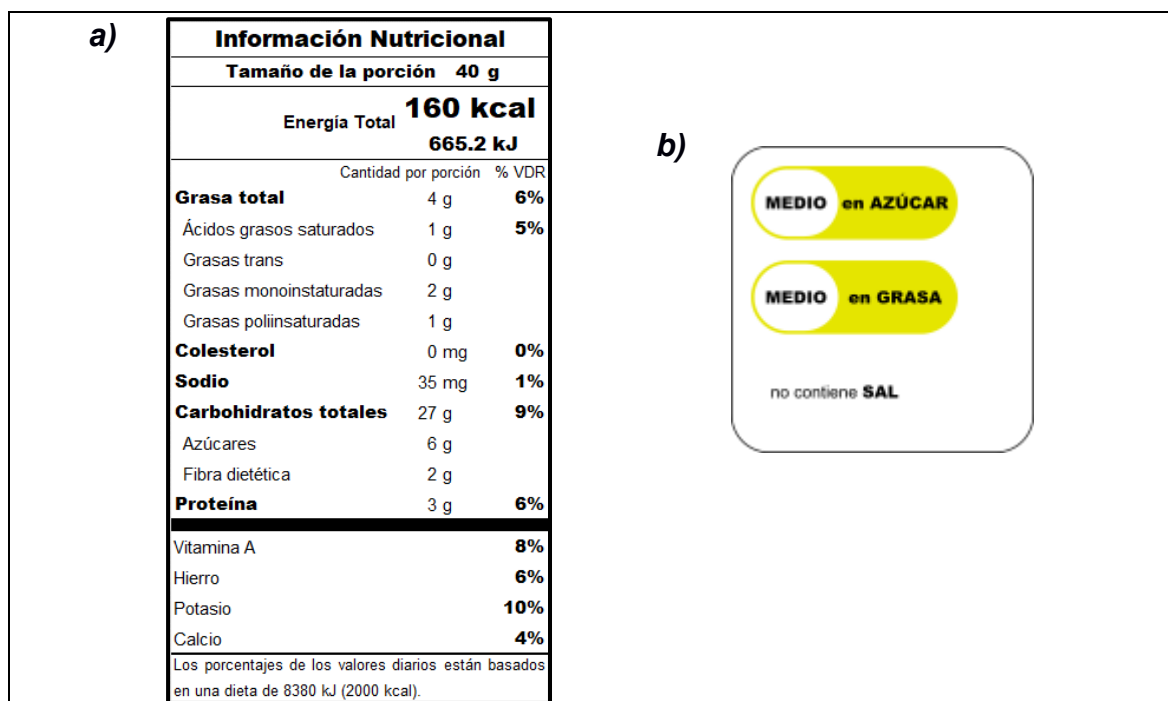 a)
Información Nutricional
Tamaño de la porción 40 g
Energía Total 160 kcal
665.2 kJ
Cantidad por porción % VDR
Grasa total 4 g 6%
Ácidos grasos saturados 1 g 5%
Grasas trans 0 g
Grasas monoinstaturadas 2 g
Grasas poliinsaturadas 1 g
Colesterol 0 mg 0%
Sodio 35 mg 1%
Carbohidratos totales 27 g 9%
Azúcares 6 g
Fibra dietética 2 g
Proteína 3 g 6%
Vitamina A 8%
Hierro 6%
Potasio 10%
Calcio 4%
Los porcentajes de los valores diarios están basados
en una dieta de 8380 kJ (2000 kcal).
b)
MEDIO en AZÚCAR
MEDIO en GRASA
no contiene SAL